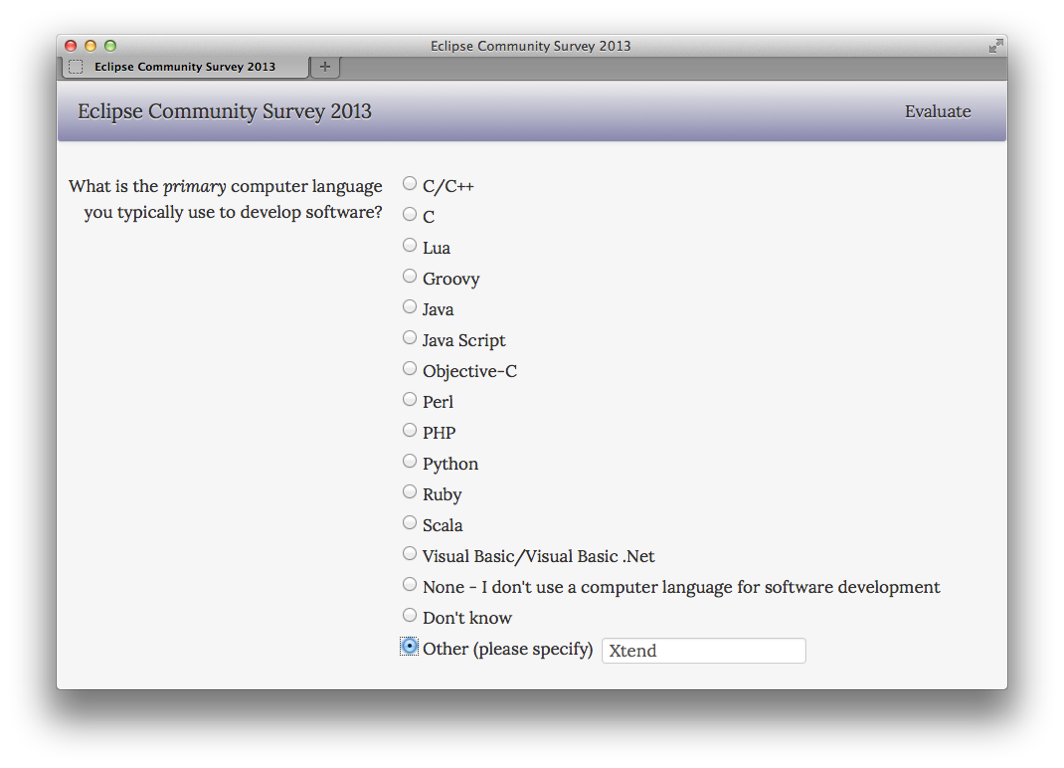 Eclipse Community Survey 2013
Eclipse Community Survey 2013
Eclipse Community Survey 2013
Evaluate
What is the primary computer language
you typically use to develop software?
C/C++
C
Lua
Groovy
Java
Java Script
Objective-C
Perl
PHP
Python
Ruby
Scala
Visual Basic/Visual Basic .Net
None - I don't use a computer language for software development
Don't know
Other (please specify) Xtend